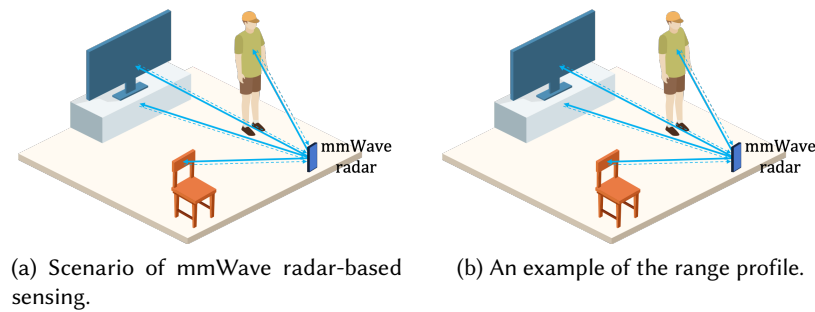 mmWave
radar
mmWave
radar
(a) Scenario of mmWave radar-based
sensing.
(b) An example of the range profile.